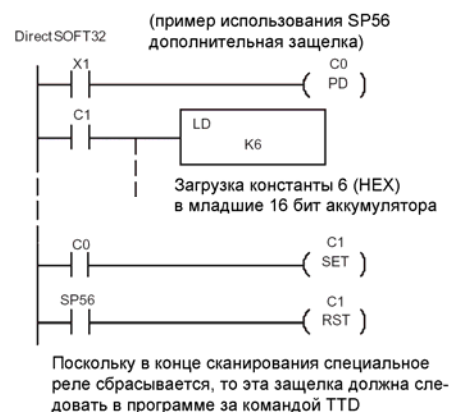 (пример использования SP56
DirectSOFT32
дополнительная защелка)
X1
C0
PD
C1
LD
K6
Загрузка константы 6 (HEX)
в младшие 16 бит аккумулятора
C0
C1
SET
SP56
C1
RST
Поскольку в конце сканирования специальное
реле сбрасывается, то эта защелка должна сле-
довать в программе за командой TTD